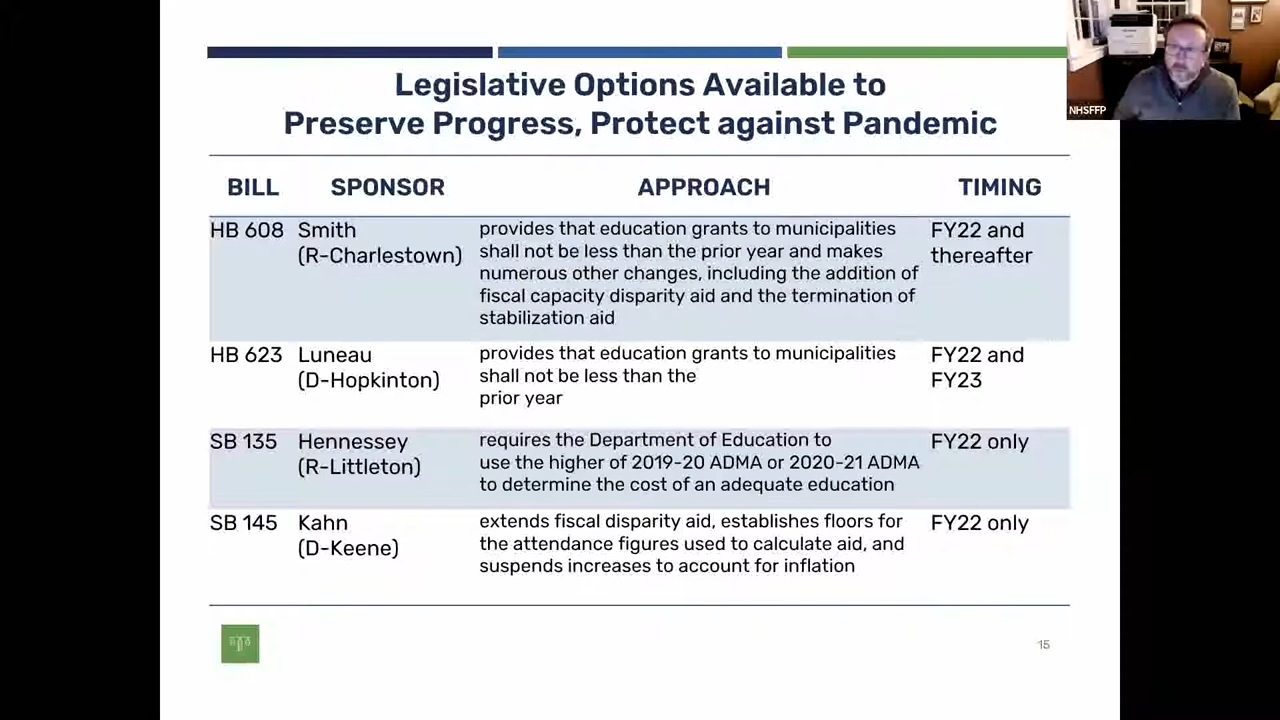 Legislative Options Available to
Preserve Progress, Protect against Pandemic
NHSFFP
BILL SPONSOR APPROACH TIMING
HB 608 Smith
(R-Charlestown)
provides that education grants to municipalities
shall not be less than the prior year and makes
numerous other changes, including the addition of
fiscal capacity disparity aid and the termination of
stabilization aid
FY22 and
thereafter
HB 623 Luneau
(D-Hopkinton)
provides that education grants to municipalities
shall not be less than the
prior year
FY22 and
FY23
SB 135 Hennessey
(R-Littleton)
requires the Department of Education to
use the higher of 2019-20 ADMA or 2020-21 ADMA
to determine the cost of an adequate education
FY22 only
SB 145 Kahn
(D-Keene)
extends fiscal disparity aid, establishes floors for
the attendance figures used to calculate aid, and
suspends increases to account for inflation
FY22 only
15